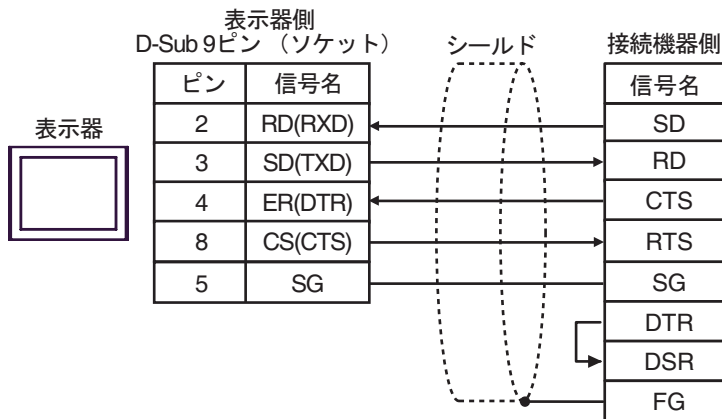 表示器側
D-Sub 9ピン （ソケット）
シールド
接続機器側
ピン 信号名
信号名
表示器
2 RD(RXD) SD
3 SD(TXD) RD
4 ER(DTR) CTS
8 CS(CTS) RTS
5 SG SG
DTR
DSR
FG